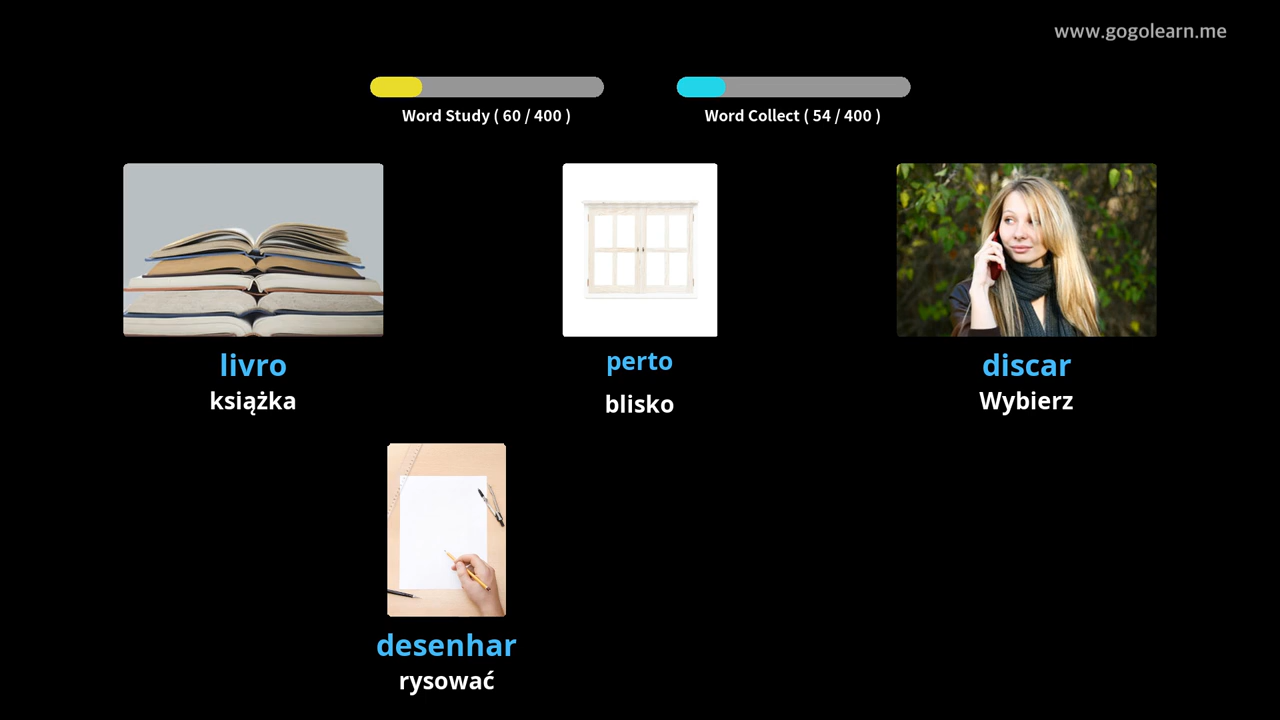 www.gogolearn.me
Word Study ( 60 / 400 )
Word Collect ( 54 / 400 )
livro
książka
perto
blisko
discar
Wybierz
desenhar
rysować